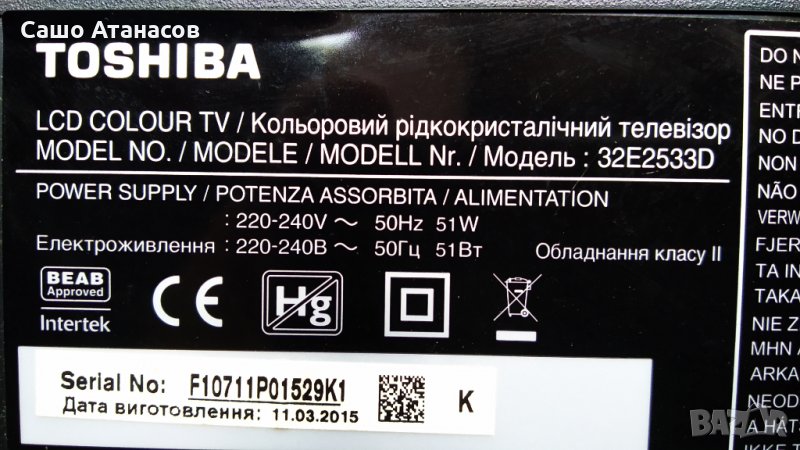 Сашо Атанасов
TOSHIBA
LCD COLOUR TV / Кольоровий рідкокристалічний телевізор
MODEL NO. / MODELE / MODELL Nr. / Модель : 32E2533D
POWER SUPPLY / POTENZA ASSORBITA / ALIMENTATION
: 220-240V ~ 50Hz 51W
Електроживлення : 220-240В ~ 50Гц 51Вт
Обладнання класу II
BEAB
Approved
Intertek
CE
Hg
Serial No: F10711P01529K1
Дата виготовлення: 11.03.2015
K
DO N
NE P
ENTF
NO D
NON
NÃO
VERW
FJER
TA IN
TAKA
NIE Z
MHN A
ARKA
NEOD
A HÁT
BAZAR